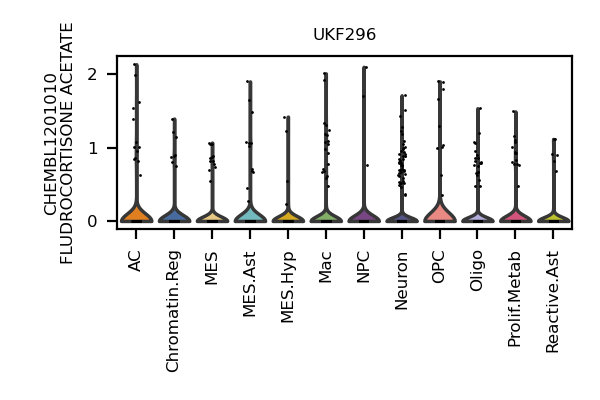 UKF296
CHEMBL1201010
FLUDROCORTISONE ACETATE
2
1
0
AC
Chromatin.Reg
MES
MES.Ast
MES.Hyp
Mac
NPC
Neuron
OPC
Oligo
Prolif.Metab
Reactive.Ast